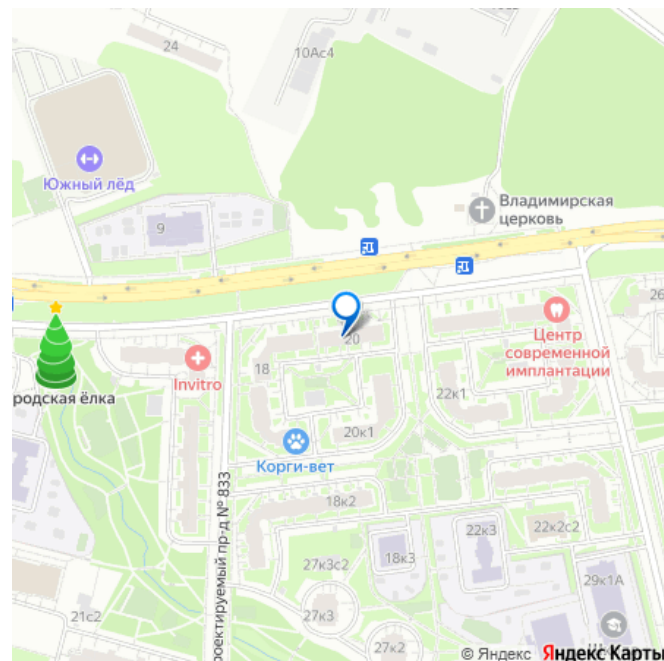 24
10Ас4
Южный лёд
9
Владимирская
церковь
26
20
Центр
современной
имплантации
Invitro
18
родская ёлка
22к1
20к1
Корги-вет
роектируемый пр-д № 833
18к2
22к3
22к2с2
27к3с2
18к3
29к1А
21с2
27к3
27к2
© Яндекс Яндекс Карты